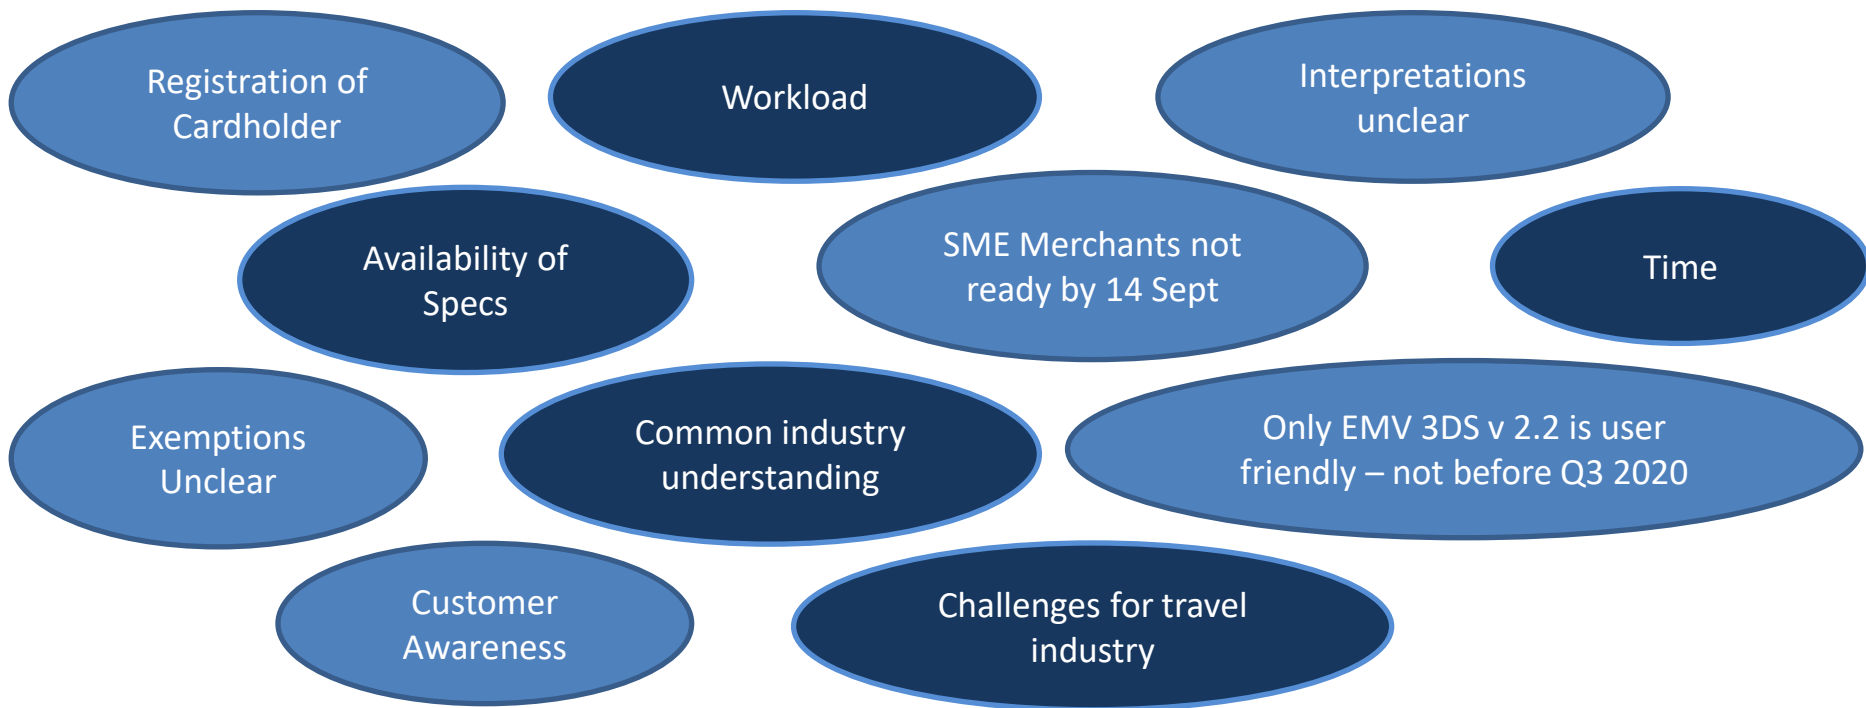 Registration of
Cardholder
Workload
Interpretations
unclear
Availability of
Specs
SME Merchants not
ready by 14 Sept
Time
Exemptions
Unclear
Common industry
understanding
Only EMV 3DS v 2.2 is user
friendly – not before Q3 2020
Customer
Awareness
Challenges for travel
industry